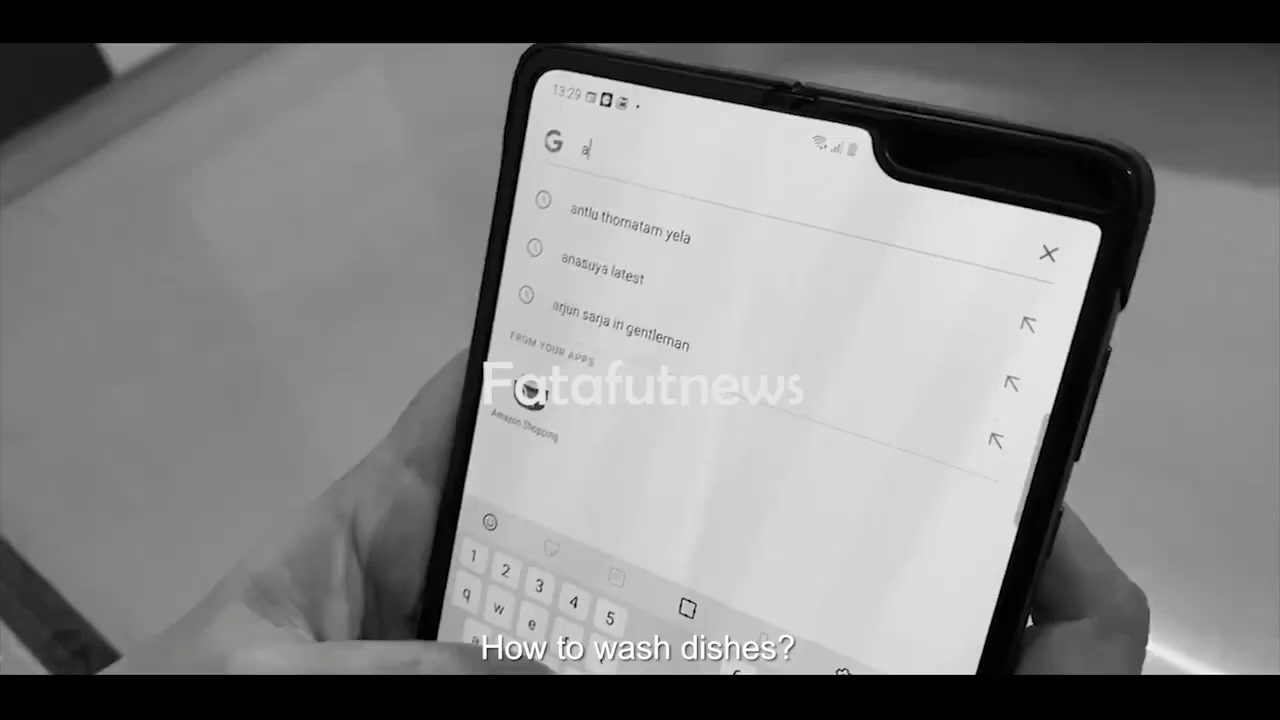 13:29
G a
antlu thomatam yela
anasuya latest
arjun sarja in gentleman
FROM YOUR APPS
Fatafutnews
Amazon Shopping
1 2 3 4 5
q w e
How to wash dishes?